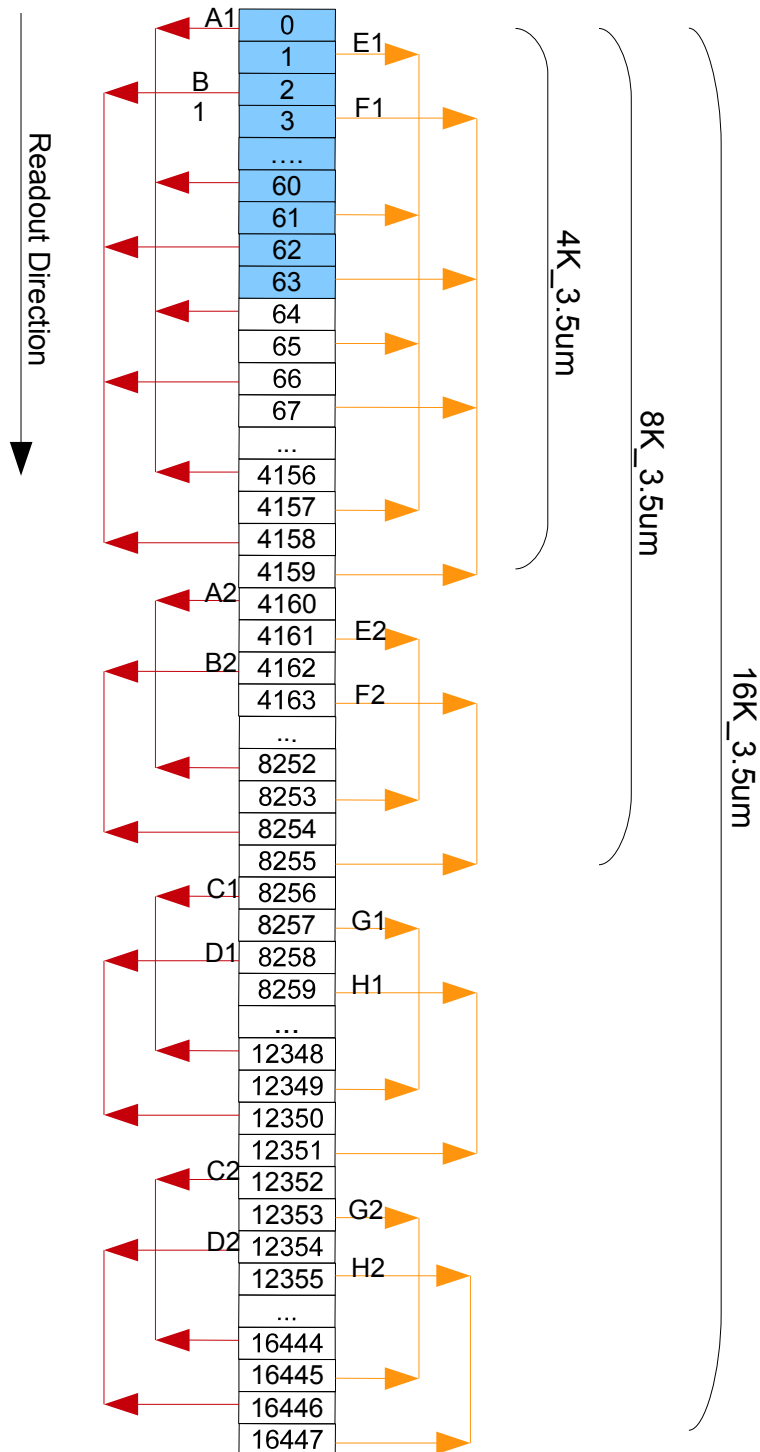 A1 0
1 E1
B 2
1 3 F1
....
60
61
62
63
64
65
66
67
...
4156
4157
4158
4159
A2 4160
4161 E2
B2 4162
4163 F2
...
8252
8253
8254
8255
C1 8256
8257 G1
D1 8258
8259 H1
...
12348
12349
12350
12351
C2 12352
12353 G2
D2 12354
12355 H2
...
16444
16445
16446
16447
Readout Direction
4K_3.5um
8K_3.5um
16K_3.5um